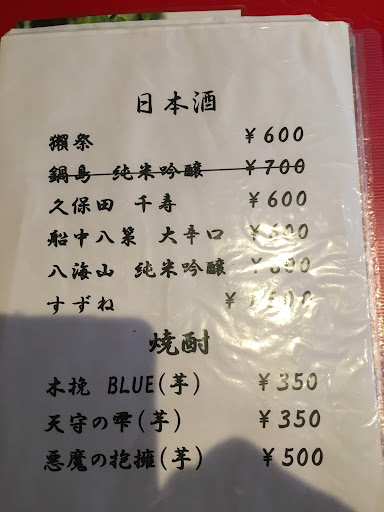 日本酒
獺祭 ¥600
鍋島 純米吟醸 ¥700
久保田 千寿 ¥600
船中八策 大辛口 ¥600
八海山 純米吟醸 ¥600
すずね
焼酎
木挽 BLUE(芋) ¥350
天守の雫(芋) ¥350
悪魔の抱擁(芋) ¥500